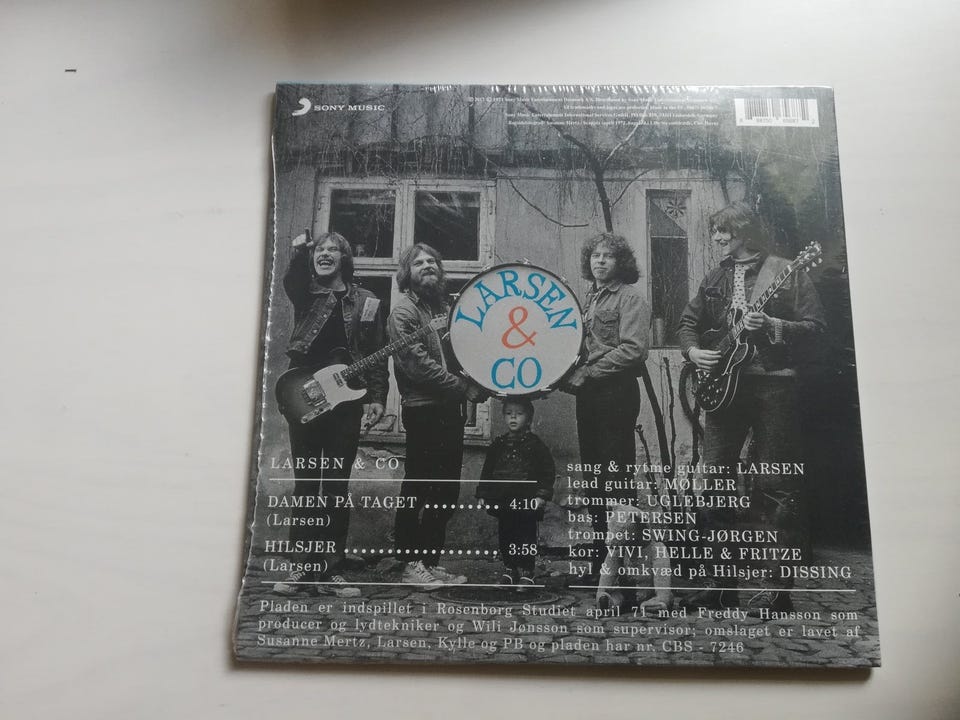 SONY MUSIC
LARSEN
&
CO
LARSEN & CO
DAMEN PÅ TAGET ......... 4:10
(Larsen)
HILSJER ...................... 3:58
(Larsen)
sang & rytme guitar: LARSEN
lead guitar: MØLLER
trommer: UGLEBJERG
bas: PETERSEN
trompet: SWING-JØRGEN
kor: VIVI, HELLE & FRITZE
hyl & omkvæd på Hilsjer: DISSING
Pladen er indspillet i Rosenborg Studiet april 71 med Freddy Hansson som
producer og lydtekniker og Wili Jønsson som supervisor; omslaget er lavet af
Susanne Mertz, Larsen, Kylle og PB og pladen har nr. CBS - 7246